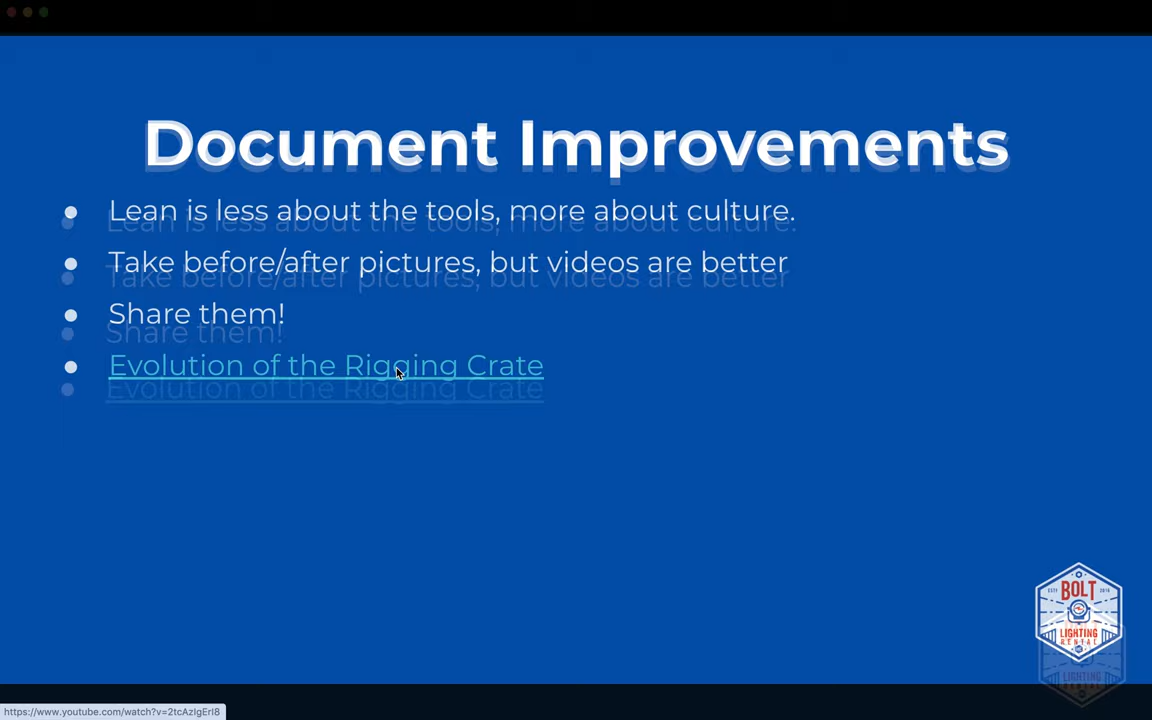 Document Improvements
Lean is less about the tools, more about culture.
Take before/after pictures, but videos are better
Share them!
Evolution of the Rigging Crate
BOLT
LIGHTING
RENTAL
https://www.youtube.com/watch?v=2tcAzIgErI8